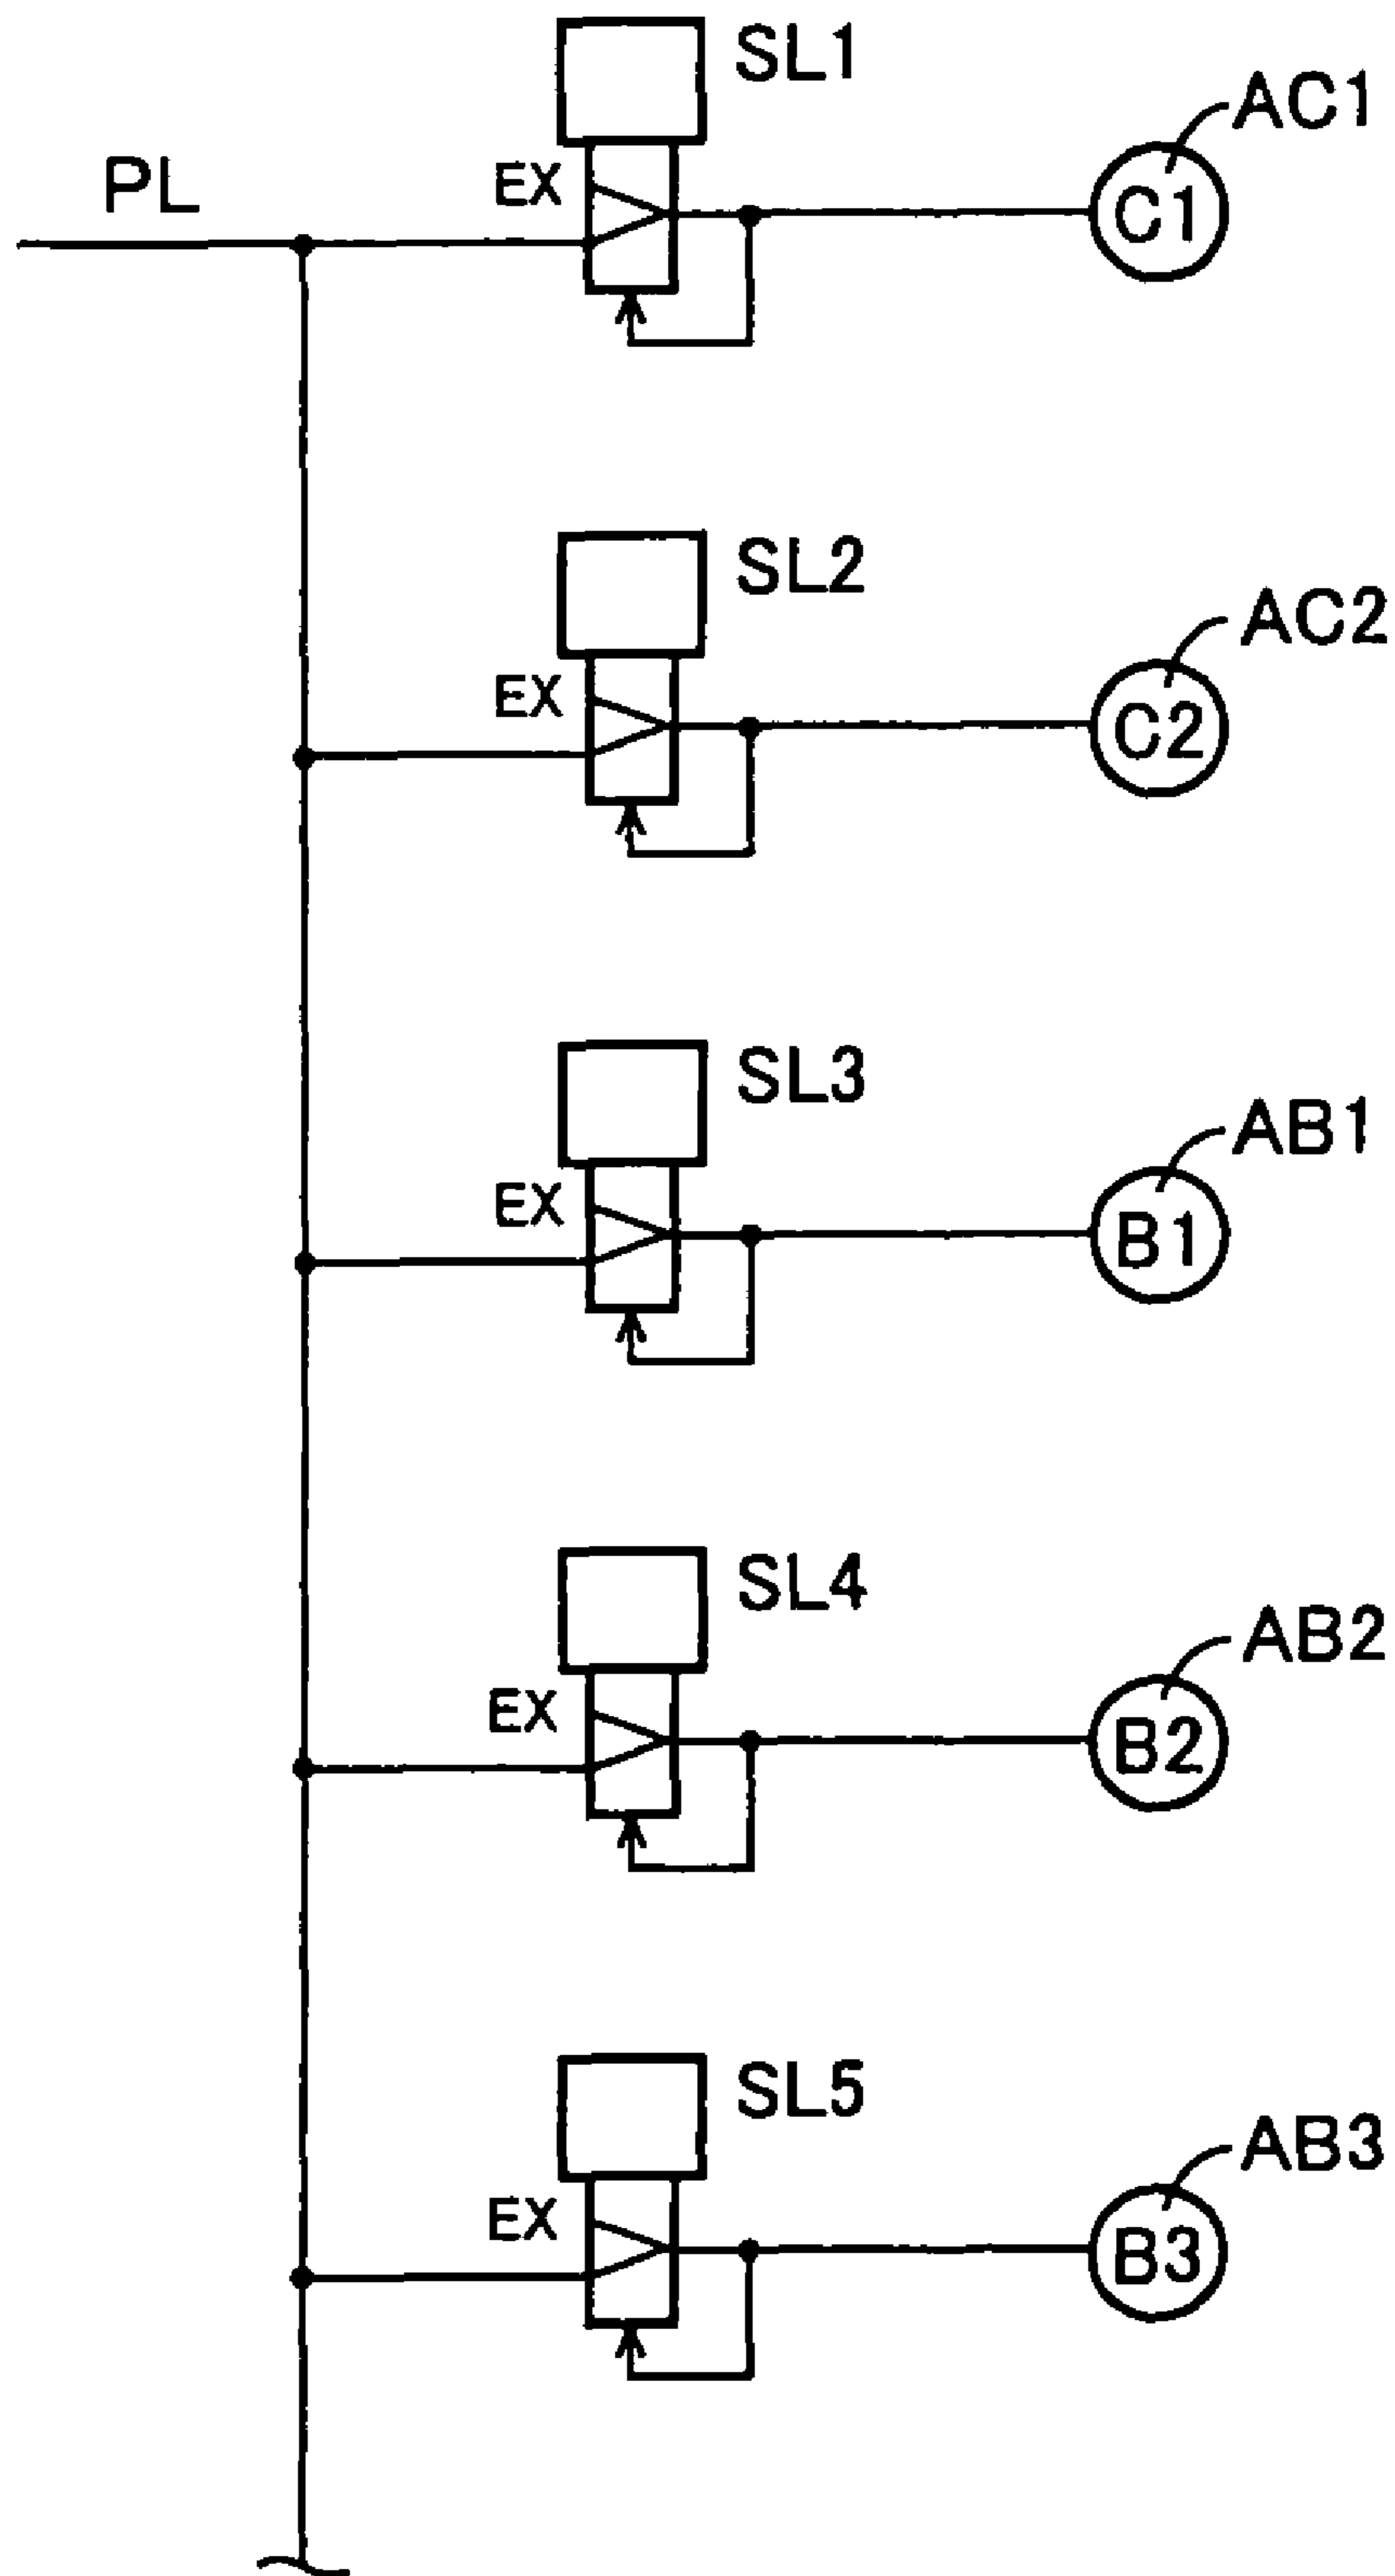 SL1
AC1
PL
EX
C1
SL2
AC2
EX
C2
SL3
AB1
EX
B1
SL4
AB2
EX
B2
SL5
AB3
EX
B3